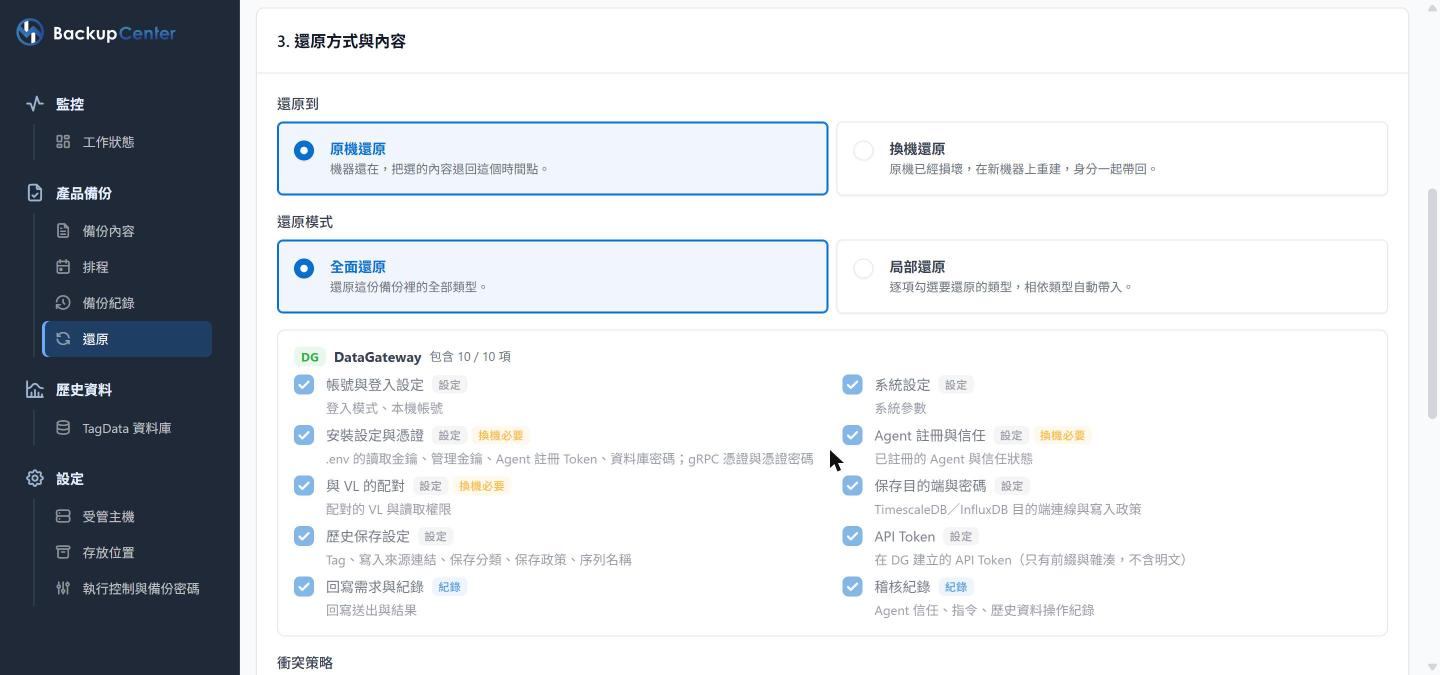 BackupCenter
監控
工作狀態
產品備份
備份內容
排程
備份紀錄
還原
歷史資料
TagData 資料庫
設定
受管主機
存放位置
執行控制與備份密碼
3. 還原方式與內容
還原到
原機還原
機器還在，把選的內容退回這個時間點。
換機還原
原機已經損壞，在新機器上重建，身分一起帶回。
還原模式
全面還原
還原這份備份裡的全部類型。
局部還原
逐項勾選要還原的類型，相依類型自動帶入。
DG DataGateway 包含 10 / 10 項
帳號與登入設定 設定
登入模式、本機帳號
系統設定 設定
系統參數
安裝設定與憑證 設定 換機必要
.env 的讀取金鑰、管理金鑰、Agent 註冊 Token、資料庫密碼；gRPC 憑證與憑證密碼
Agent 註冊與信任 設定 換機必要
已註冊的 Agent 與信任狀態
與 VL 的配對 設定 換機必要
配對的 VL 與讀取權限
保存目的端與密碼 設定
TimescaleDB／InfluxDB 目的端連線與寫入政策
歷史保存設定 設定
Tag、寫入來源連結、保存分類、保存政策、序列名稱
API Token 設定
在 DG 建立的 API Token（只有前綴與雜湊，不含明文）
回寫需求與紀錄 紀錄
回寫送出與結果
稽核紀錄 紀錄
Agent 信任、指令、歷史資料操作紀錄
衝突策略